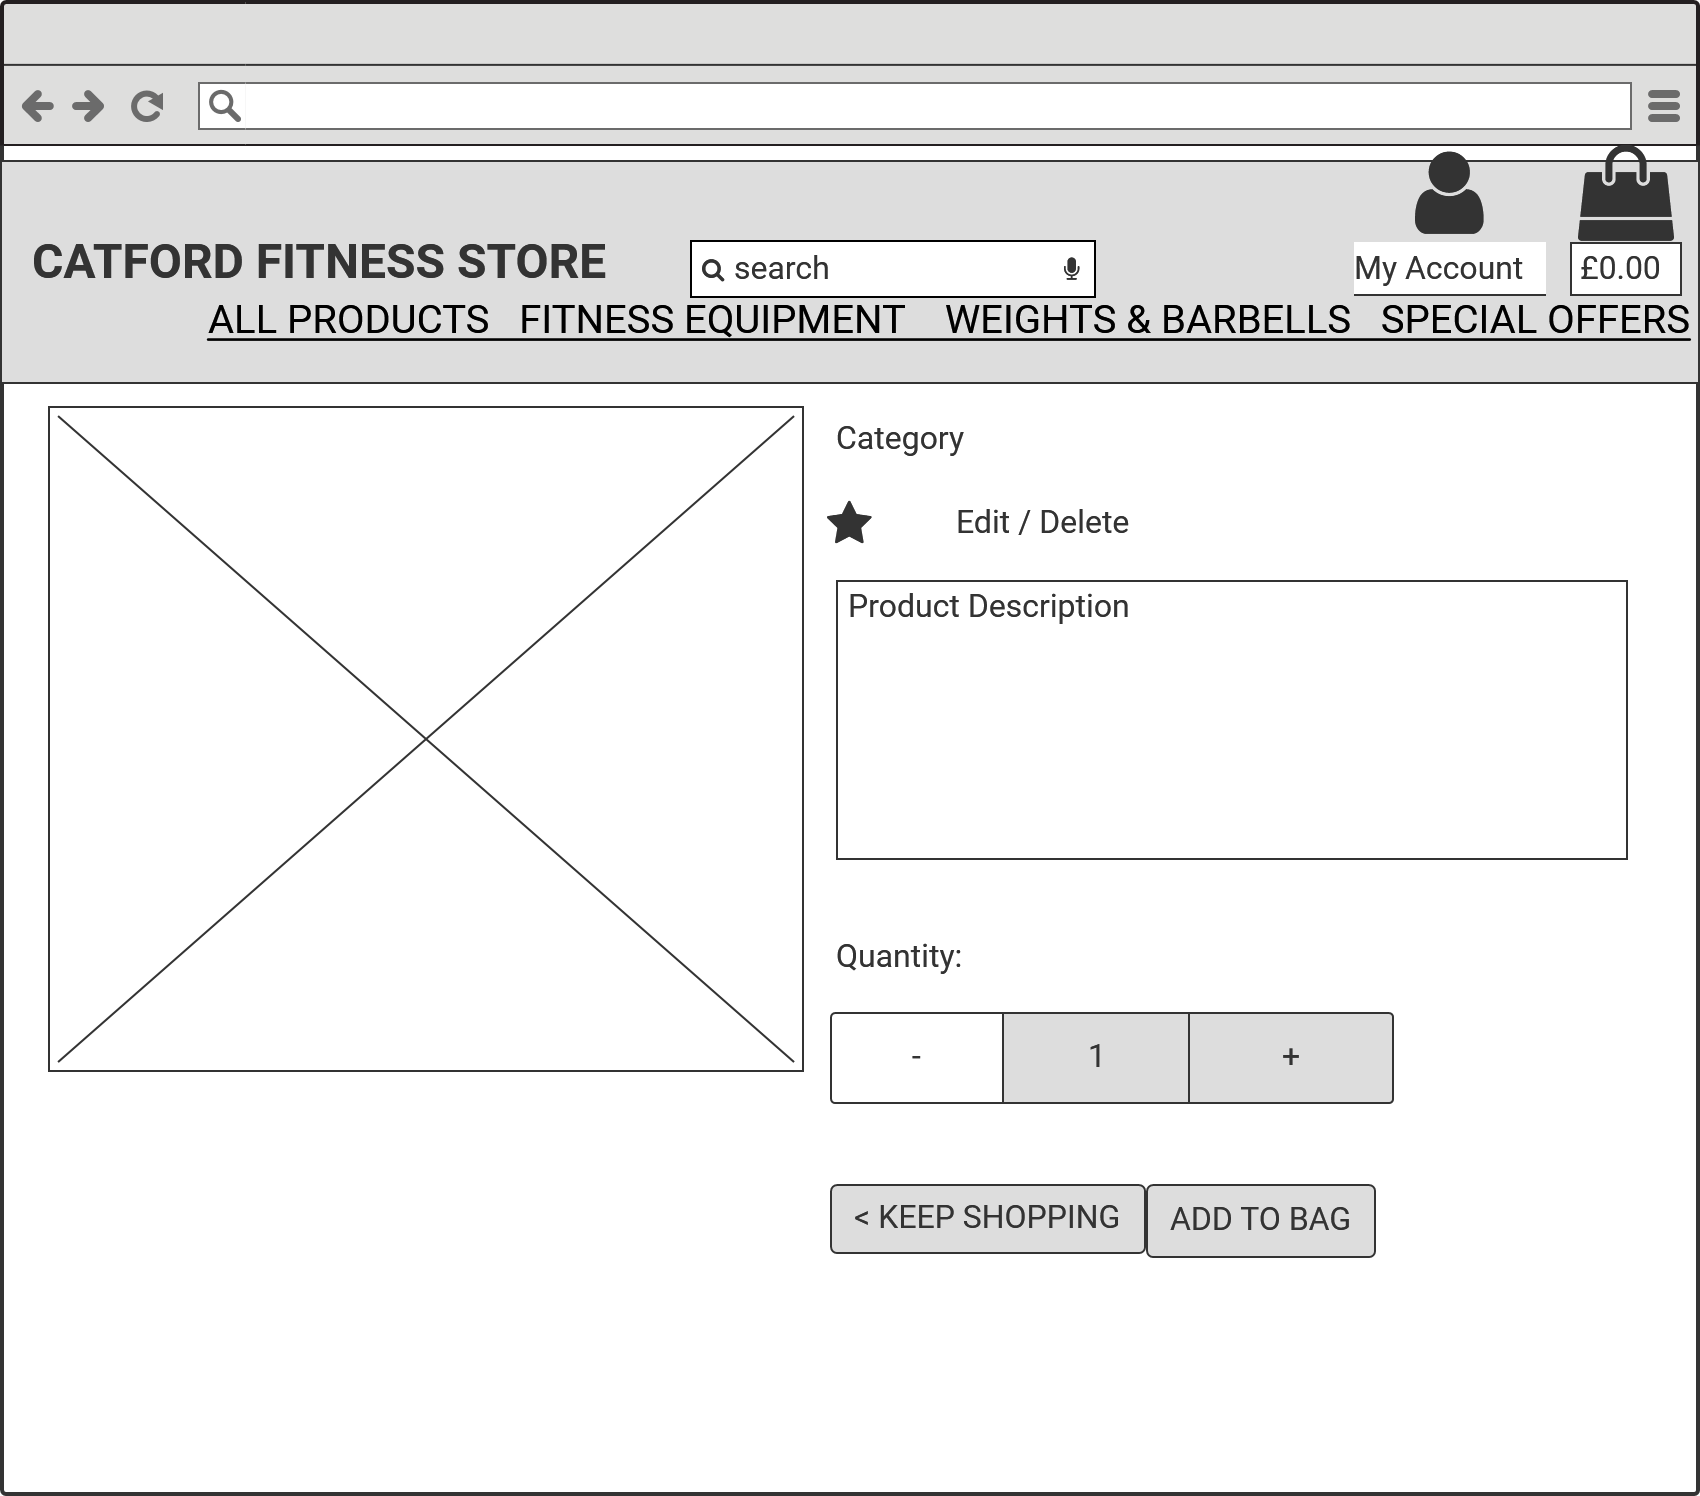 CATFORD FITNESS STORE
search
My Account
£0.00
ALL PRODUCTS FITNESS EQUIPMENT WEIGHTS & BARBELLS SPECIAL OFFERS
Category
Edit / Delete
Product Description
Quantity:
- 1 +
< KEEP SHOPPING
ADD TO BAG